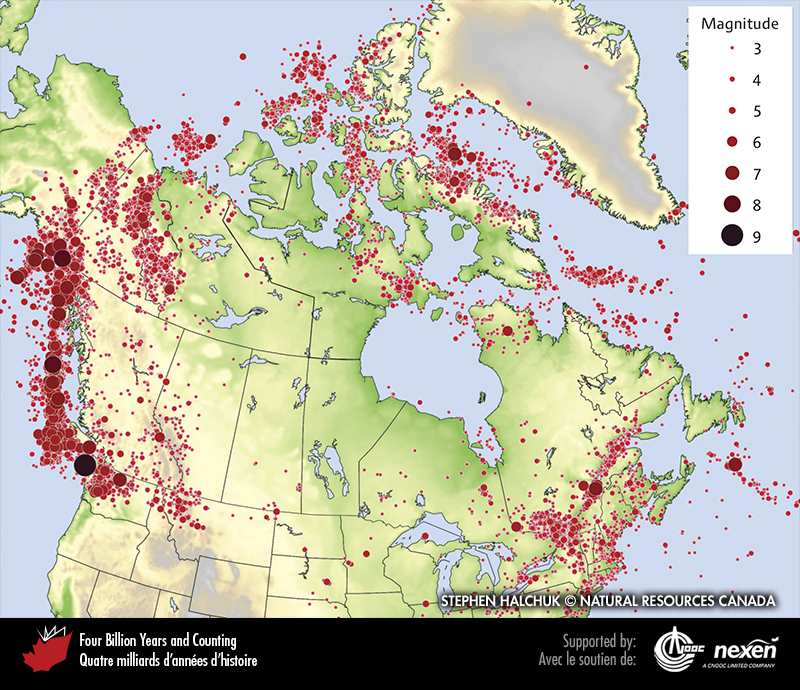 Magnitude
3
4
5
6
7
8
9
STEPHEN HALCHUK © NATURAL RESOURCES CANADA
Four Billion Years and Counting
Quatre milliards d'années d'histoire
Supported by:
Avec le soutien de:
CNOOC
nexen
A CNOOC LIMITED COMPANY